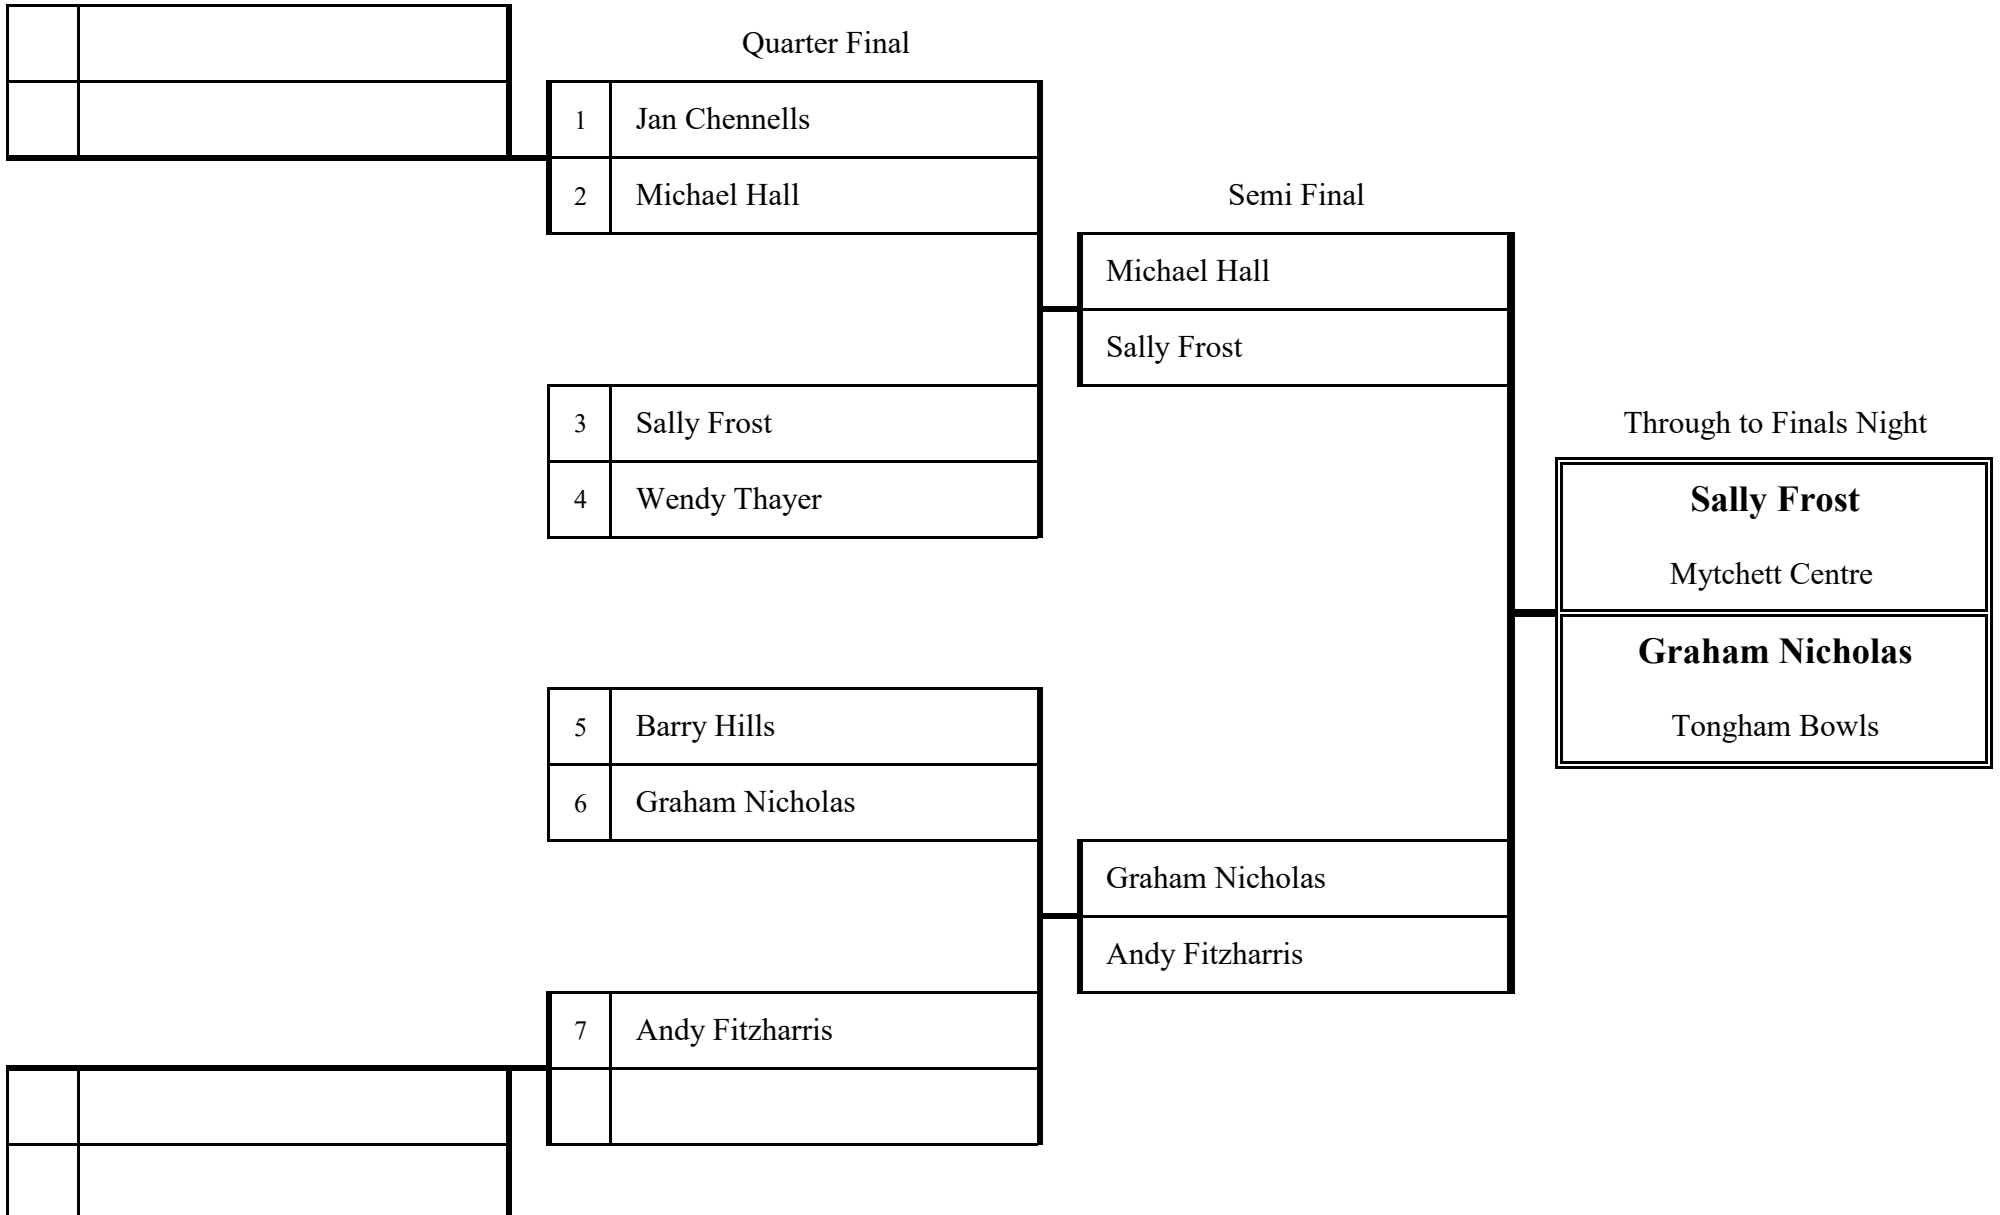 Quarter Final
1 Jan Chennells
2 Michael Hall
Semi Final
Michael Hall
Sally Frost
3 Sally Frost
4 Wendy Thayer
Through to Finals Night
Sally Frost
Mytchett Centre
Graham Nicholas
Tongham Bowls
5 Barry Hills
6 Graham Nicholas
Graham Nicholas
Andy Fitzharris
7 Andy Fitzharris